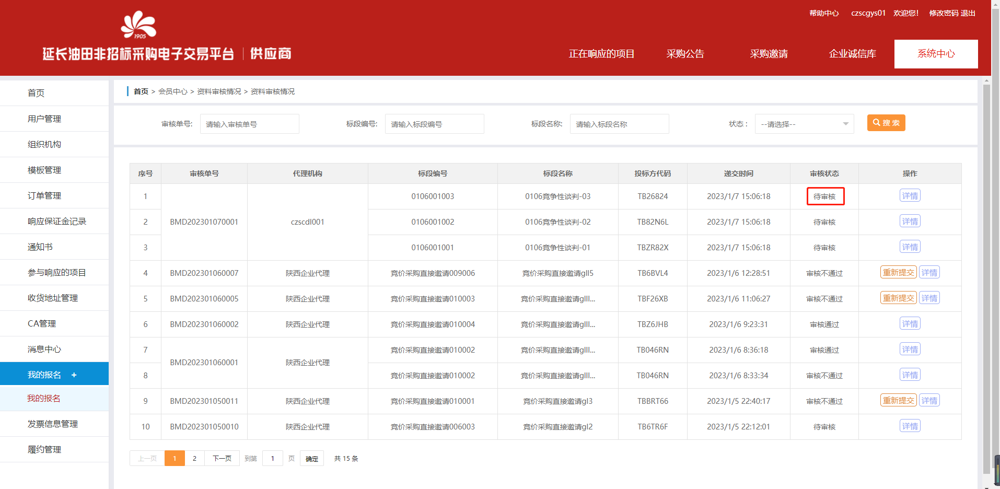 帮助中心 czscgys01 欢迎您! 修改密码 退出
1905
延长油田非招标采购电子交易平台 | 供应商
正在响应的项目 采购公告 采购邀请 企业诚信库 系统中心
首页
用户管理
组织机构
模板管理
订单管理
响应保证金记录
通知书
参与响应的项目
收货地址管理
CA管理
消息中心
我的报名 +
我的报名
发票信息管理
履约管理
首页 > 会员中心 > 资料审核情况 > 资料审核情况
审核单号: 请输入审核单号 标段编号: 请输入标段编号 标段名称: 请输入标段名称 状态 : --请选择-- 搜 索
序号 审核单号 代理机构 标段编号 标段名称 投标方代码 递交时间 审核状态 操作
1 0106001003 0106竞争性谈判-03 TB26824 2023/1/7 15:06:18 待审核 详情
2 BMD202301070001 czscdl001 0106001002 0106竞争性谈判-02 TB82N6L 2023/1/7 15:06:18 待审核 详情
3 0106001001 0106竞争性谈判-01 TBZR82X 2023/1/7 15:06:18 待审核 详情
4 BMD202301060007 陕西企业代理 竞价采购直接邀请009006 竞价采购直接邀请gll5 TB6BVL4 2023/1/6 12:28:51 审核不通过 重新提交 详情
5 BMD202301060005 陕西企业代理 竞价采购直接邀请010003 竞价采购直接邀请glll... TBF26XB 2023/1/6 11:06:27 审核不通过 重新提交 详情
6 BMD202301060002 陕西企业代理 竞价采购直接邀请010004 竞价采购直接邀请glll... TBZ6JHB 2023/1/6 9:23:31 审核通过 详情
7 BMD202301060001 陕西企业代理 竞价采购直接邀请010002 竞价采购直接邀请glll... TB046RN 2023/1/6 8:36:18 审核通过 详情
8 竞价采购直接邀请010002 竞价采购直接邀请glll... TB046RN 2023/1/6 8:33:34 审核不通过 详情
9 BMD202301050011 陕西企业代理 竞价采购直接邀请010001 竞价采购直接邀请gl3 TBBRT66 2023/1/5 22:40:17 审核不通过 重新提交 详情
10 BMD202301050010 陕西企业代理 竞价采购直接邀请006003 竞价采购直接邀请gl2 TB6TR6F 2023/1/5 22:12:01 待审核 详情
上一页 1 2 下一页 到第 1 页 确定 共 15 条